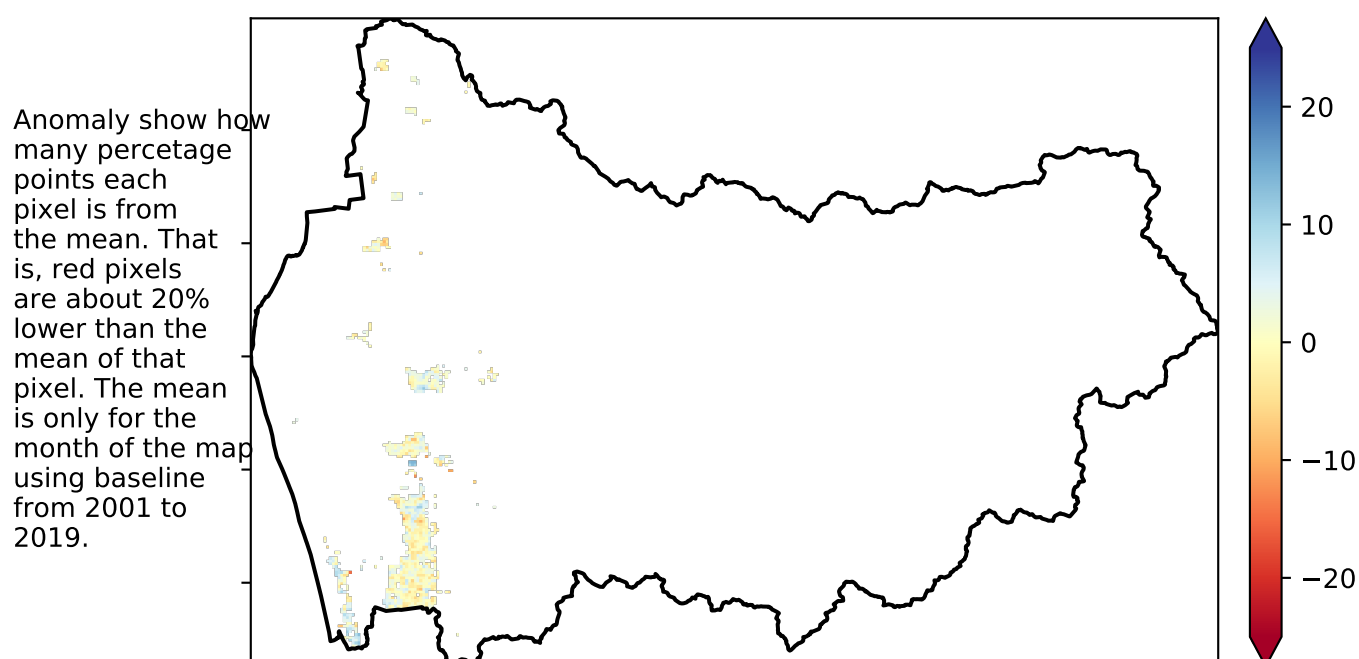 Anomaly show how
many percetage
points each
pixel is from
the mean. That
is, red pixels
are about 20%
lower than the
mean of that
pixel. The mean
is only for the
month of the map
using baseline
from 2001 to
2019.
20
10
0
−10
−20